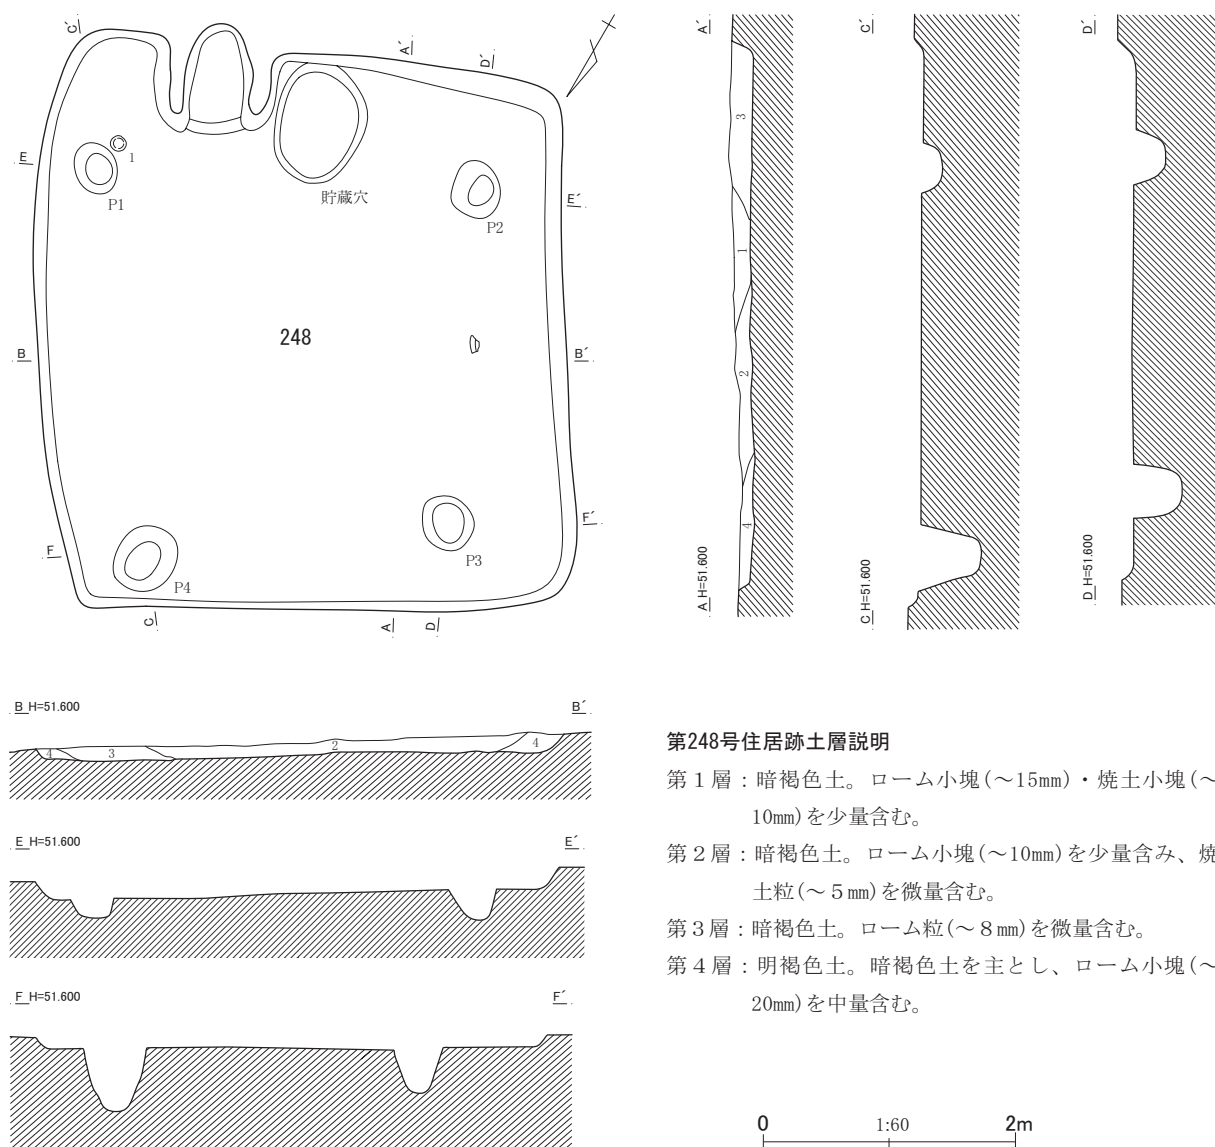 C´
A´
D´
E
1
P1
貯蔵穴
P2
E´
248
B
B´
F
P4
P3
F´
C
A
D
A´
3
1
2
4
A H=51.600
C´
C H=51.600
D´
D H=51.600
B H=51.600
B´
4
3
2
4
E H=51.600
E´
F H=51.600
F´
第248号住居跡土層説明
第1層：暗褐色土。ローム小塊(～15㎜)・焼土小塊(～
10㎜)を少量含む。
第2層：暗褐色土。ローム小塊(～10㎜)を少量含み、焼
土粒(～5㎜)を微量含む。
第3層：暗褐色土。ローム粒(～8㎜)を微量含む。
第4層：明褐色土。暗褐色土を主とし、ローム小塊(～
20㎜)を中量含む。
0 1:60 2m